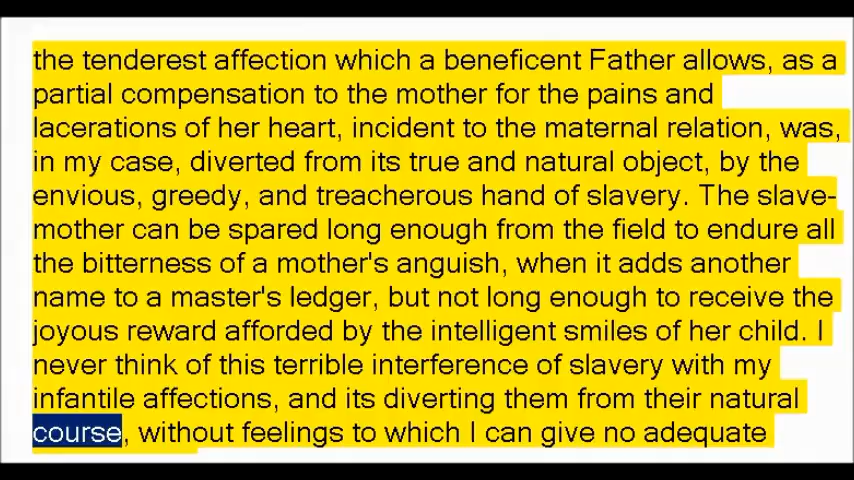 the tenderest affection which a beneficent Father allows, as a
partial compensation to the mother for the pains and
lacerations of her heart, incident to the maternal relation, was,
in my case, diverted from its true and natural object, by the
envious, greedy, and treacherous hand of slavery. The slave-
mother can be spared long enough from the field to endure all
the bitterness of a mother's anguish, when it adds another
name to a master's ledger, but not long enough to receive the
joyous reward afforded by the intelligent smiles of her child. I
never think of this terrible interference of slavery with my
infantile affections, and its diverting them from their natural
course, without feelings to which I can give no adequate